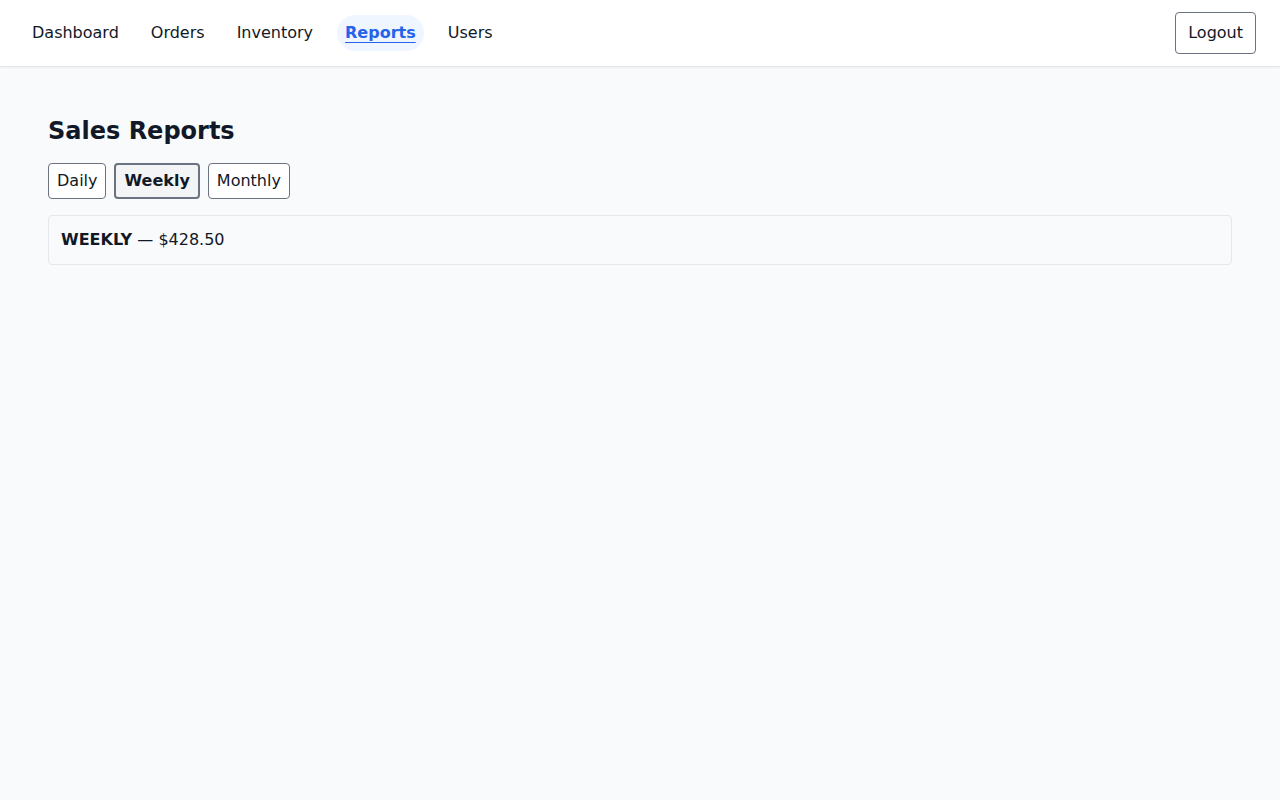 Dashboard Orders Inventory Reports Users Logout
Sales Reports
Daily Weekly Monthly
WEEKLY — $428.50